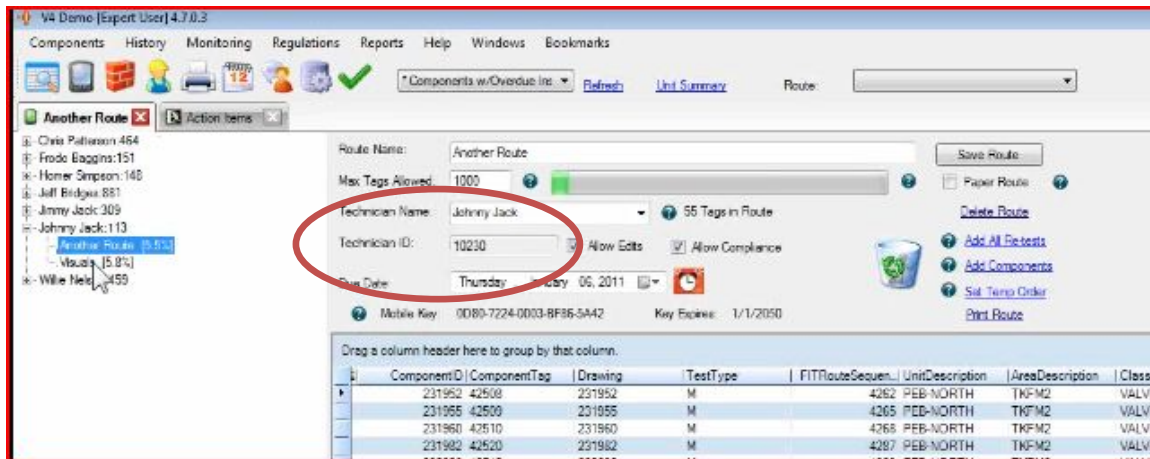 V4 Demo-[Expert User] 4.7.0.3
Components History Monitoring Regulations Reports Help Windows Bookmarks
*Components w/Overdue Ins Refresh Unit Summary Route:
Another Route Action Items
Chris Patterson:464
Frodo Baggins:151
Homer Simpson:148
Jeff Bridges:881
Jimmy Jack:309
Johnny Jack:113
Another Route [5.5%]
Visuals [5.8%]
Willie Nels :459
Route Name: Another Route Save Route
Max Tags Allowed: 1000 Paper Route
Technician Name: Johnny Jack 55 Tags in Route Delete Route
Technician ID: 10230 Allow Edits Allow Compliance Add All Re-tests
Add Components
Due Date: Thursday 06, 2011 Set Temp Order
Mobile Key 0D80-7224-0003-BF86-5A42 Key Expires: 1/1/2050 Print Route
Drag a column header here to group by that column.
ComponentID ComponentTag Drawing TestType FITRouteSequen... UnitDescription AreaDescription Class
231952 42508 231952 M 4262 PEB-NORTH TKFM2 VALV
231955 42509 231955 M 4265 PEB-NORTH TKFM2 VALV
231960 42510 231960 M 4268 PEB-NORTH TKFM2 VALV
231982 42520 231982 M 4287 PEB-NORTH TKFM2 VALV